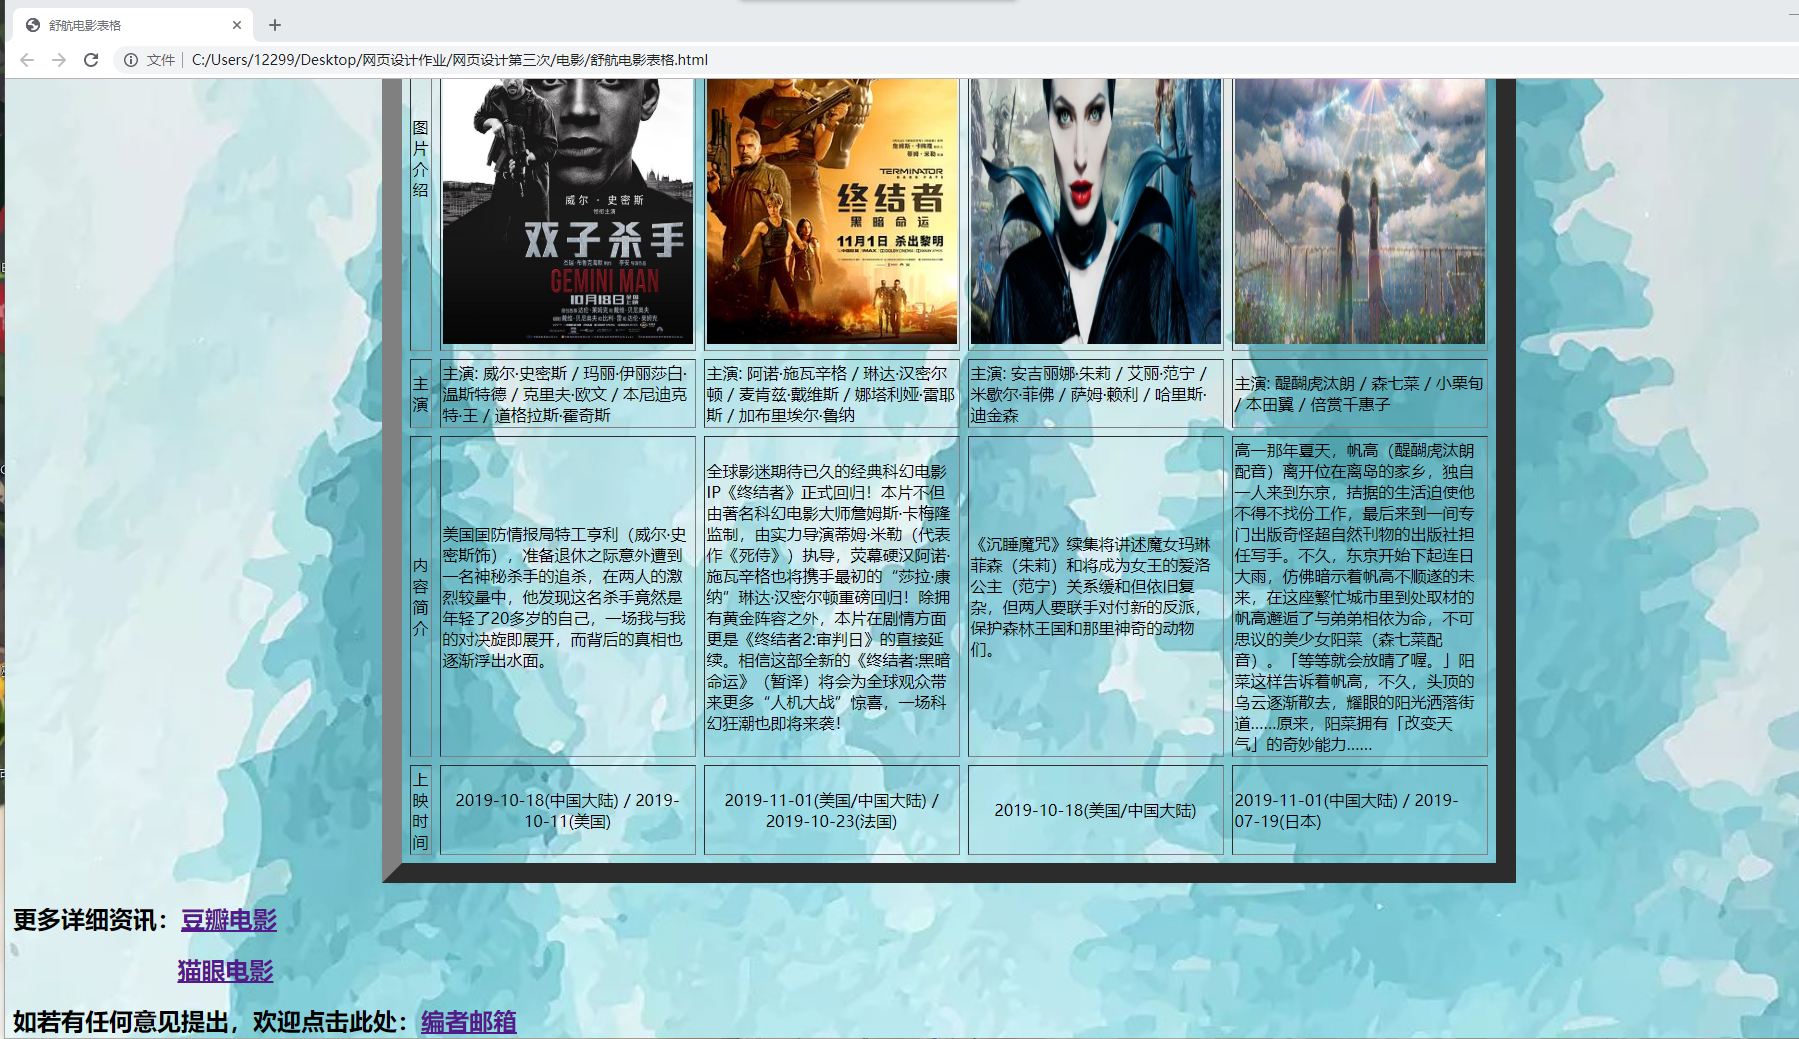 舒航电影表格
文件
C:/Users/12299/Desktop/网页设计作业/网页设计第三次/电影/舒航电影表格.html
图片介绍
威尔·史密斯
双子杀手
GEMINI MAN
10月18日
詹姆斯·卡梅隆
蒂姆·米勒
TERMINATOR
DARK FATE
终结者
黑暗命运
11月1日 杀出黎明
主演
主演: 威尔·史密斯 / 玛丽·伊丽莎白·
温斯特德 / 克里夫·欧文 / 本尼迪克
特·王 / 道格拉斯·霍奇斯
主演: 阿诺·施瓦辛格 / 琳达·汉密尔
顿 / 麦肯兹·戴维斯 / 娜塔利娅·雷耶
斯 / 加布里埃尔·鲁纳
主演: 安吉丽娜·朱莉 / 艾丽·范宁 /
米歇尔·菲佛 / 萨姆·赖利 / 哈里斯·
迪金森
主演: 醍醐虎汰朗 / 森七菜 / 小栗旬
/ 本田翼 / 倍赏千惠子
内容简介
美国国防情报局特工亨利（威尔·史
密斯饰），准备退休之际意外遭到
一名神秘杀手的追杀，在两人的激
烈较量中，他发现这名杀手竟然是
年轻了20多岁的自己，一场我与我
的对决旋即展开，而背后的真相也
逐渐浮出水面。
全球影迷期待已久的经典科幻电影
IP《终结者》正式回归！本片不但
由著名科幻电影大师詹姆斯·卡梅隆
监制，由实力导演蒂姆·米勒（代表
作《死侍》）执导，荧幕硬汉阿诺·
施瓦辛格也将携手最初的“莎拉·康
纳”琳达·汉密尔顿重磅回归！除拥
有黄金阵容之外，本片在剧情方面
更是《终结者2:审判日》的直接延
续。相信这部全新的《终结者:黑暗
命运》（暂译）将会为全球观众带
来更多“人机大战”惊喜，一场科
幻狂潮也即将来袭！
《沉睡魔咒》续集将讲述魔女玛琳
菲森（朱莉）和将成为女王的爱洛
公主（范宁）关系缓和但依旧复
杂，但两人要联手对付新的反派，
保护森林王国和那里神奇的动物
们。
高一那年夏天，帆高（醍醐虎汰朗
配音）离开位在离岛的家乡，独自
一人来到东京，拮据的生活迫使他
不得不找份工作，最后来到一间专
门出版奇怪超自然刊物的出版社担
任写手。不久，东京开始下起连日
大雨，仿佛暗示着帆高不顺遂的未
来，在这座繁忙城市里到处取材的
帆高邂逅了与弟弟相依为命，不可
思议的美少女阳菜（森七菜配
音）。「等等就会放晴了喔。」阳
菜这样告诉着帆高，不久，头顶的
乌云逐渐散去，耀眼的阳光洒落街
道……原来，阳菜拥有「改变天
气」的奇妙能力……
上映时间
2019-10-18(中国大陆) / 2019-
10-11(美国)
2019-11-01(美国/中国大陆) /
2019-10-23(法国)
2019-10-18(美国/中国大陆)
2019-11-01(中国大陆) / 2019-
07-19(日本)
更多详细资讯：豆瓣电影
猫眼电影
如若有任何意见提出，欢迎点击此处：编者邮箱